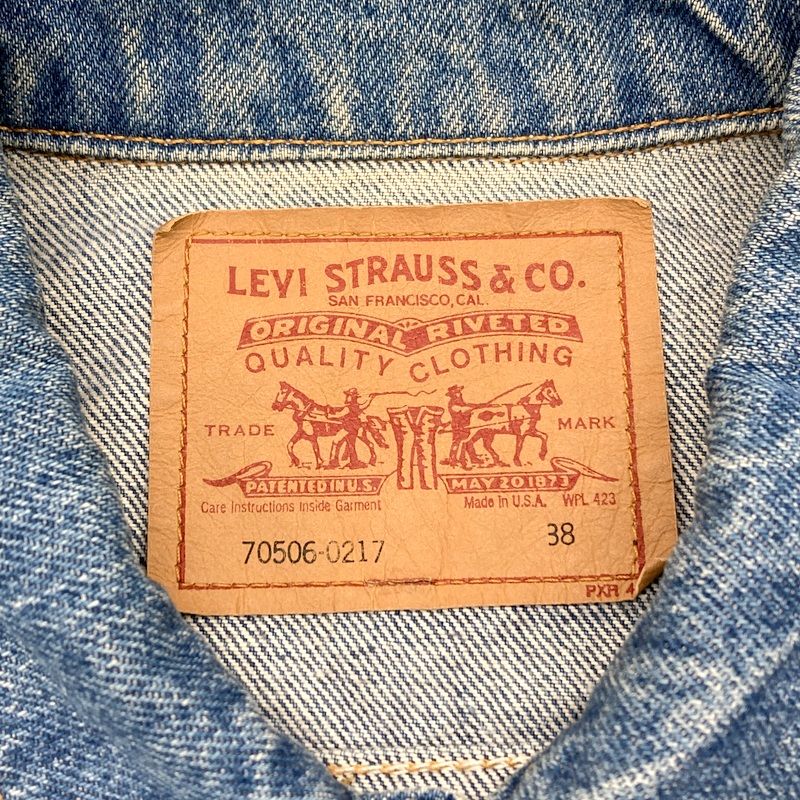 LEVI STRAUSS & CO.
SAN FRANCISCO, CAL.
ORIGINAL RIVETED
QUALITY CLOTHING
TRADE MARK
PATENTED IN U.S. MAY 20 1873
Care Instructions Inside Garment Made in U.S.A. WPL 423
70506-0217 38
PXR 4